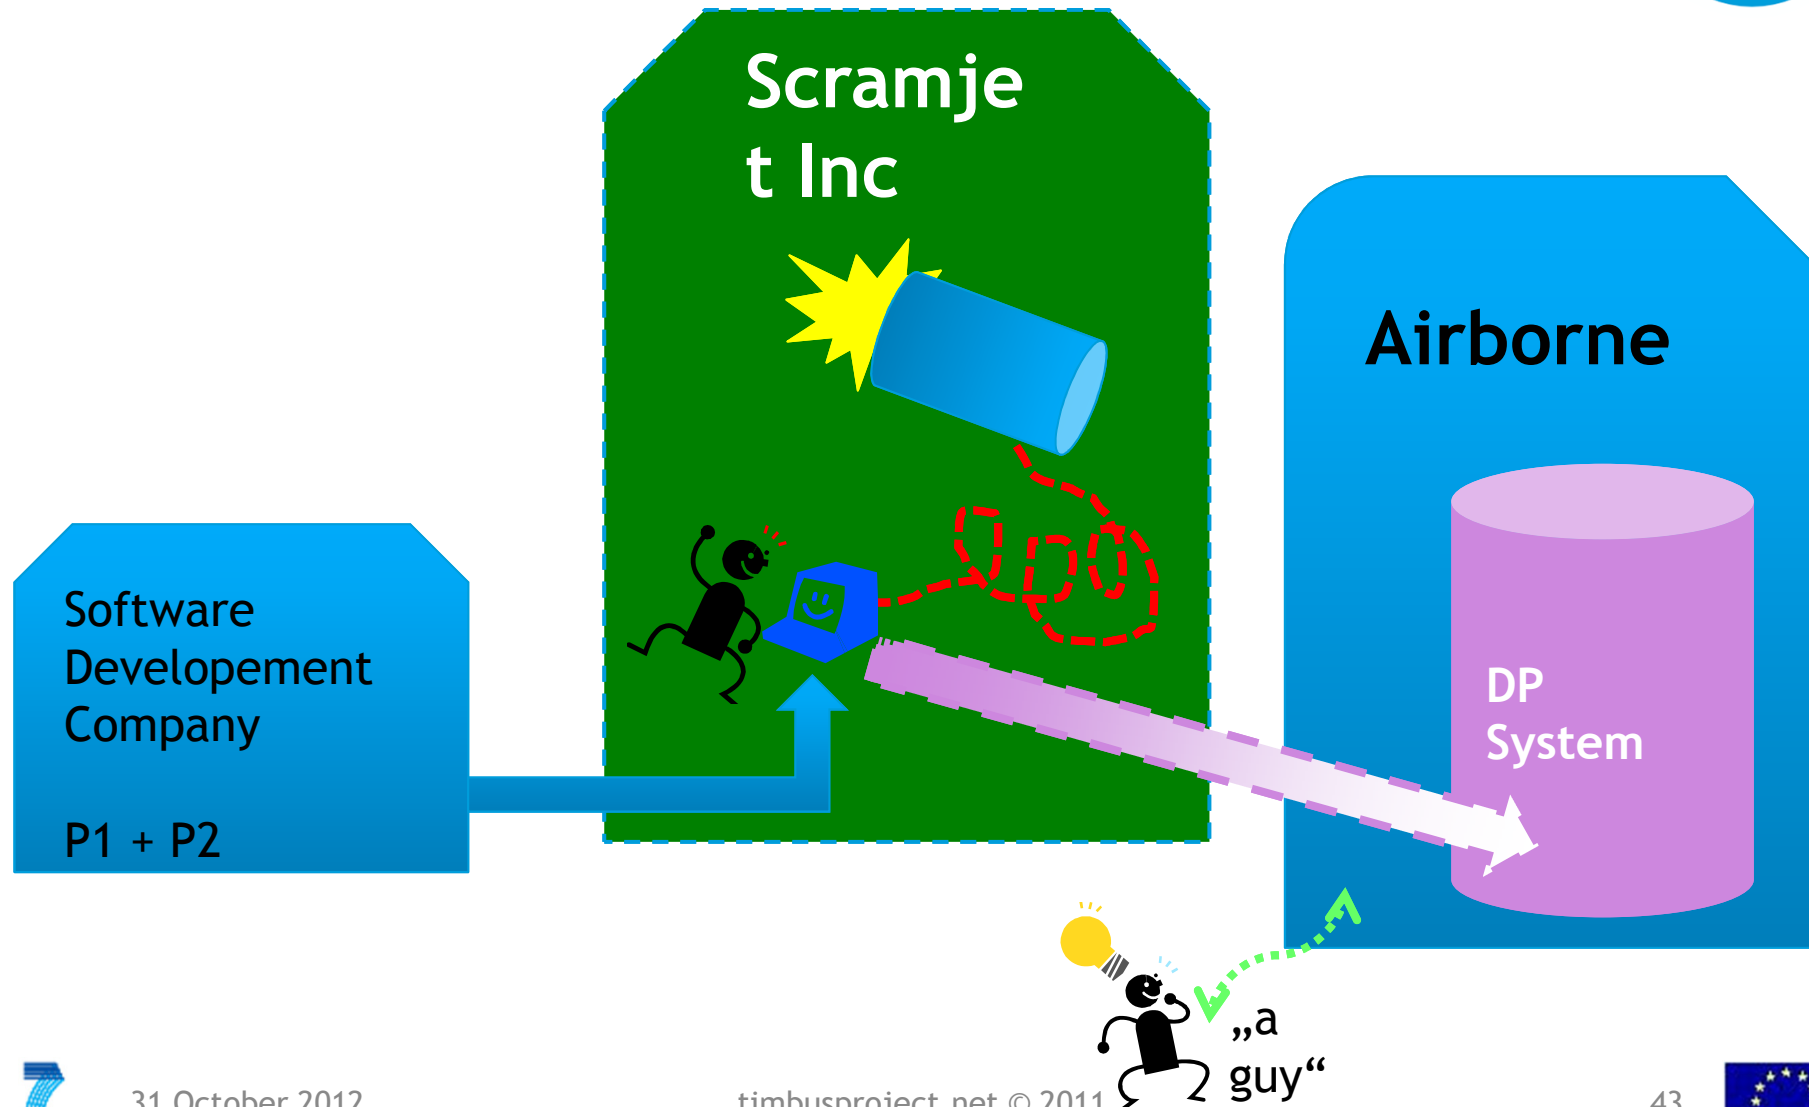 Scramje
t Inc
Airborne
Software
Developement
Company
P1 + P2
DP
System
„a
guy“
31 October 2012
timbusproject.net © 2011
43